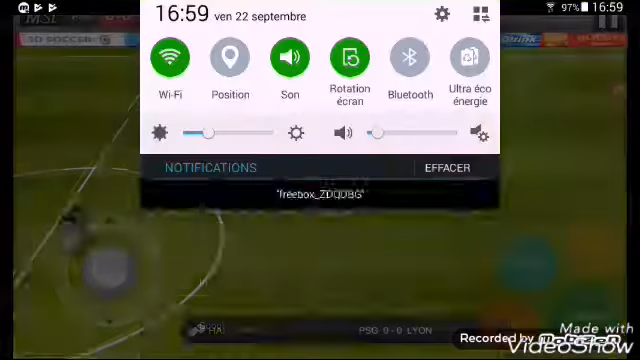 97% 16:59
16:59 ven 22 septembre
Wi-Fi
Position
Son
Rotation
écran
Bluetooth
Ultra éco
énergie
NOTIFICATIONS
EFFACER
PSG 0 - 0 LYON
Recorded by
Made with
VideoShow